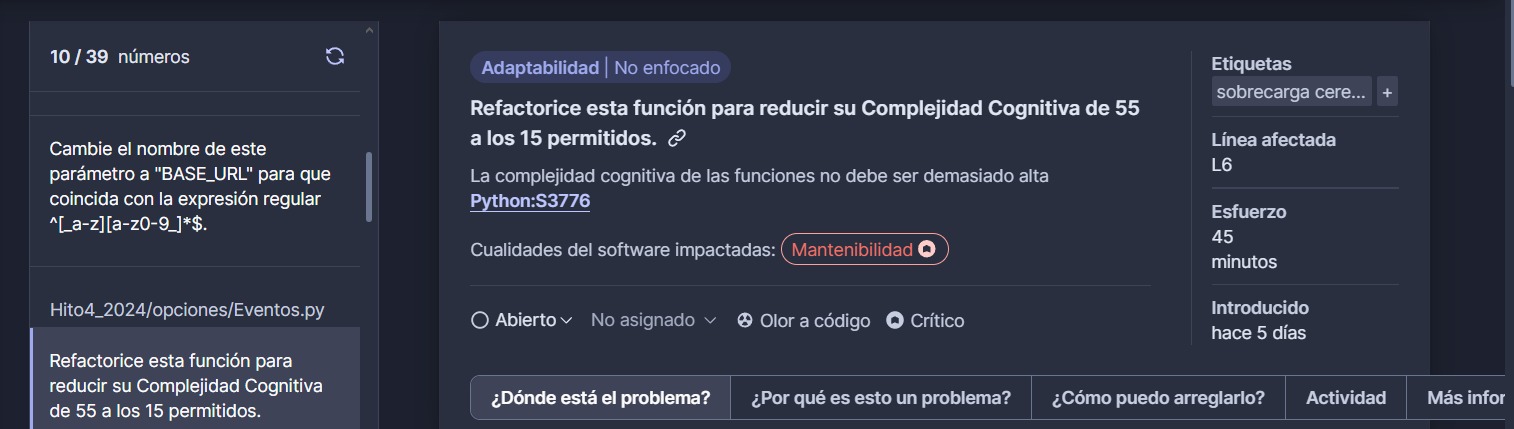 10 / 39 números
Cambie el nombre de este
parámetro a "BASE_URL" para que
coincida con la expresión regular
^[_a-z][a-z0-9_]*$.
Hito4_2024/opciones/Eventos.py
Refactorice esta función para
reducir su Complejidad Cognitiva
de 55 a los 15 permitidos.
Adaptabilidad | No enfocado
Refactorice esta función para reducir su Complejidad Cognitiva de 55
a los 15 permitidos.
La complejidad cognitiva de las funciones no debe ser demasiado alta
Python:S3776
Cualidades del software impactadas: Mantenibilidad
Abierto No asignado Olor a código Crítico
Etiquetas
sobrecarga cere... +
Línea afectada
L6
Esfuerzo
45
minutos
Introducido
hace 5 días
¿Dónde está el problema? ¿Por qué es esto un problema? ¿Cómo puedo arreglarlo? Actividad Más infor